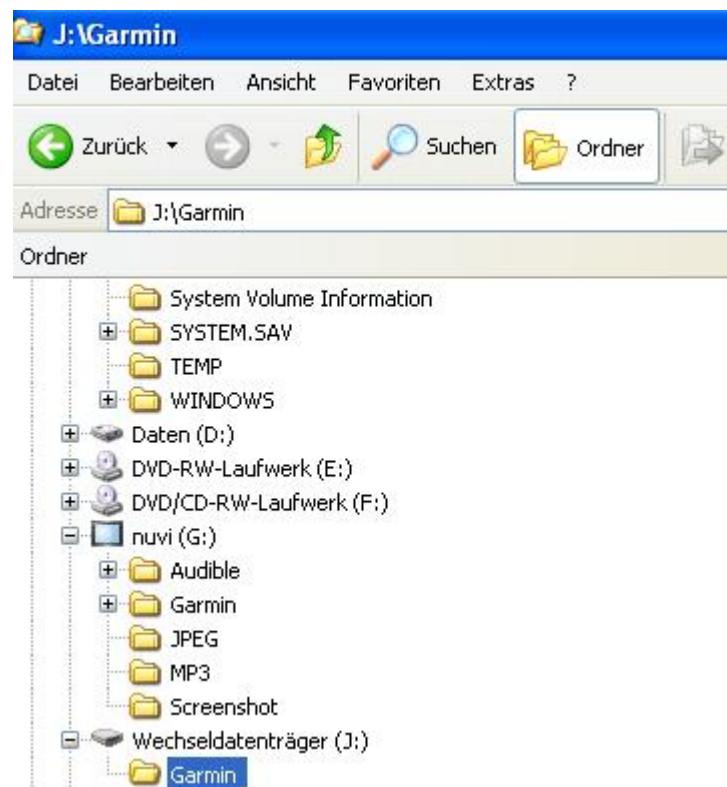 J:\Garmin
Datei Bearbeiten Ansicht Favoriten Extras ?
Zurück Suchen Ordner
Adresse J:\Garmin
Ordner
System Volume Information
SYSTEM.SAV
TEMP
WINDOWS
Daten (D:)
DVD-RW-Laufwerk (E:)
DVD/CD-RW-Laufwerk (F:)
nuvi (G:)
Audible
Garmin
JPEG
MP3
Screenshot
Wechseldatenträger (J:)
Garmin